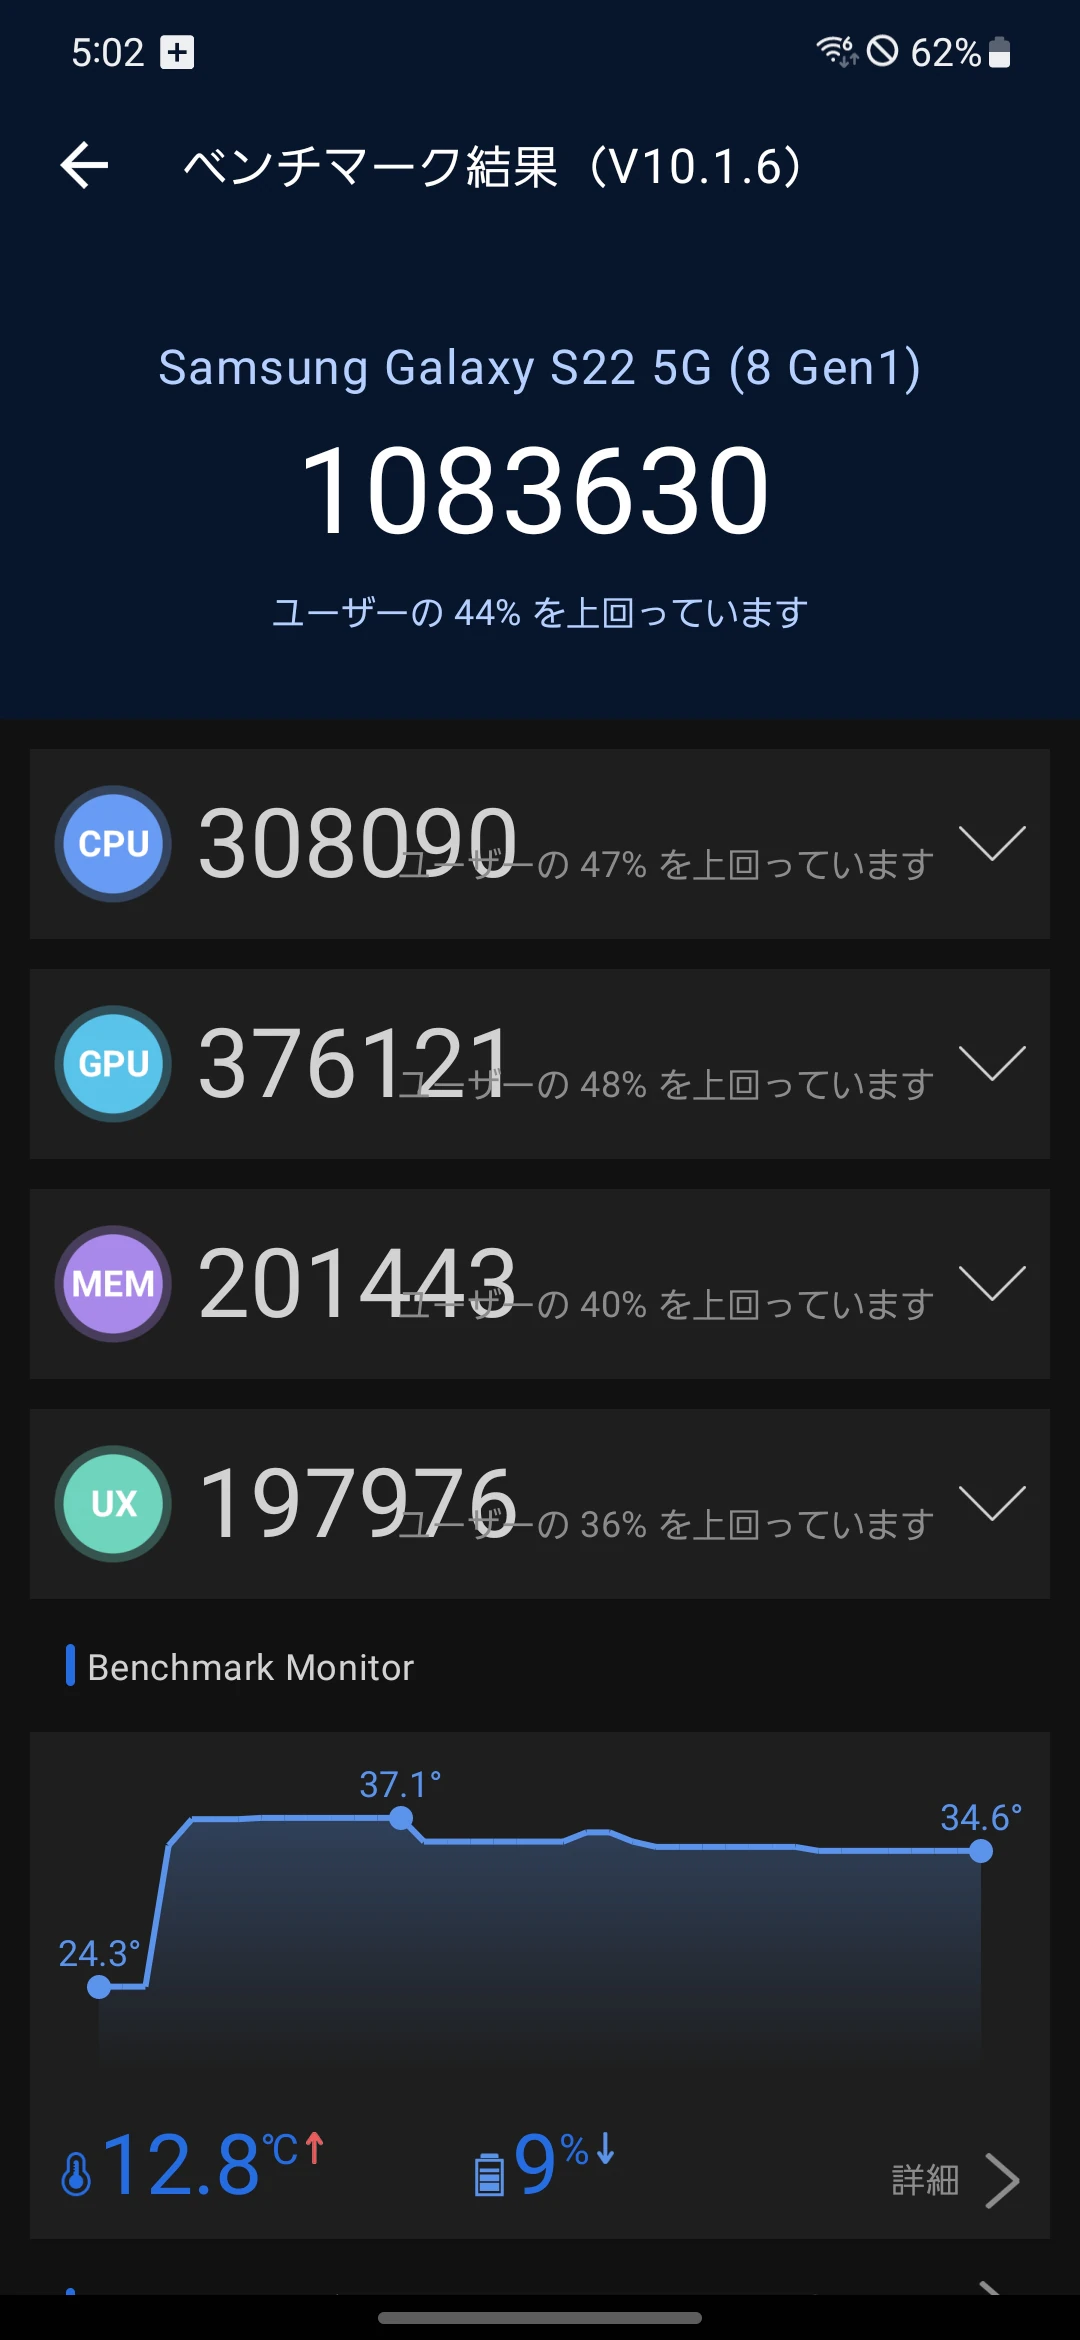 5:02
62%
ベンチマーク結果（V10.1.6）
Samsung Galaxy S22 5G (8 Gen1)
1083630
ユーザーの 44% を上回っています
CPU 308090 ユーザーの 47% を上回っています
GPU 376121 ユーザーの 48% を上回っています
MEM 201443 ユーザーの 40% を上回っています
UX 197976 ユーザーの 36% を上回っています
Benchmark Monitor
37.1°
34.6°
24.3°
12.8℃↑ 9%↓ 詳細